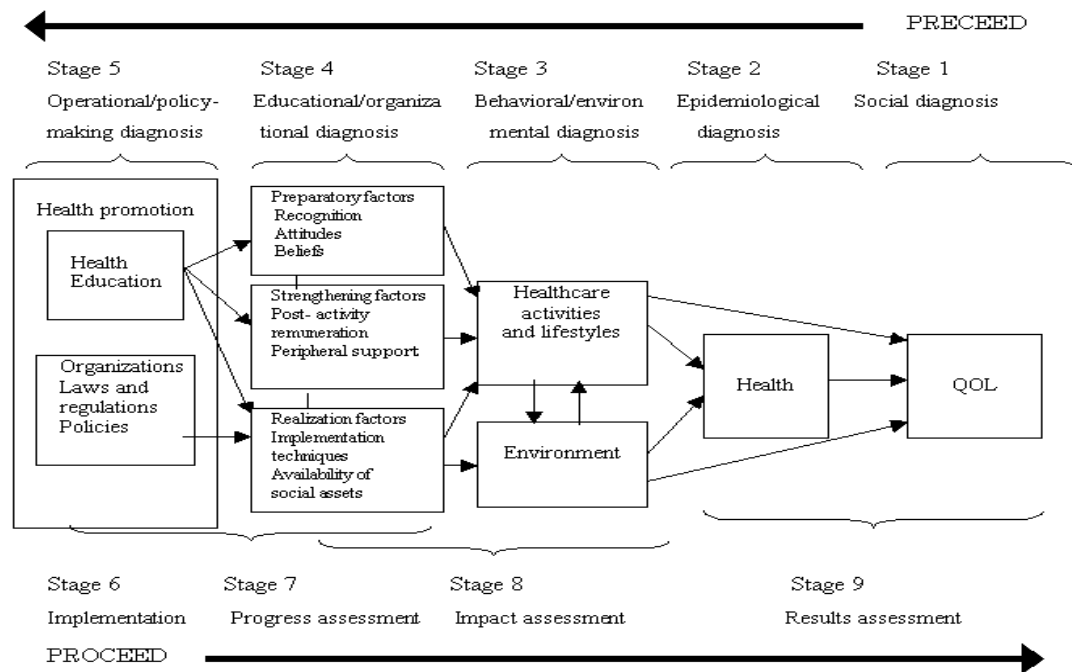 PRECEED
Stage 5
Operational/policy-
making diagnosis
Stage 4
Educational/organiza
tional diagnosis
Stage 3
Behavioral/environ
mental diagnosis
Stage 2
Epidemiological
diagnosis
Stage 1
Social diagnosis
Health promotion
Health
Education
Organizations
Laws and
regulations
Policies
Preparatory factors
Recognition
Attitudes
Beliefs
Strengthening factors
Post- activity
remuneration
Peripheral support
Realization factors
Implementation
techniques
Availability of
social assets
Healthcare
activities
and lifestyles
Environment
Health
QOL
Stage 6
Implementation
Stage 7
Progress assessment
Stage 8
Impact assessment
Stage 9
Results assessment
PROCEED